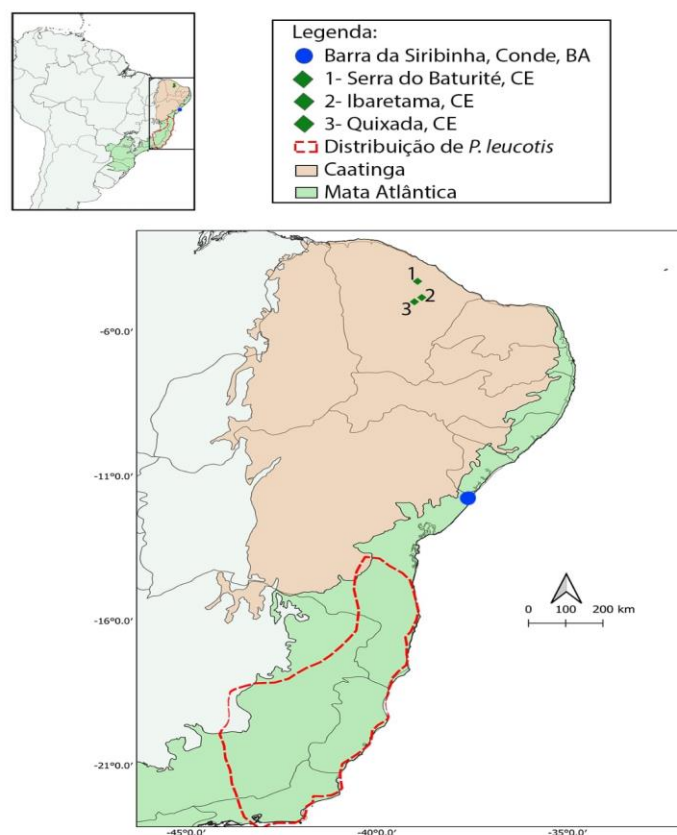 Legenda:
Barra da Siribinha, Conde, BA
1- Serra do Baturité, CE
2- Ibaretama, CE
3- Quixada, CE
Distribuição de P. leucotis
Caatinga
Mata Atlântica
1
2
3
-6°0.0'
-11°0.0'
-16°0.0'
0 100 200 km
-21°0.0'
-45°0.0' -40°0.0' -35°0.0'